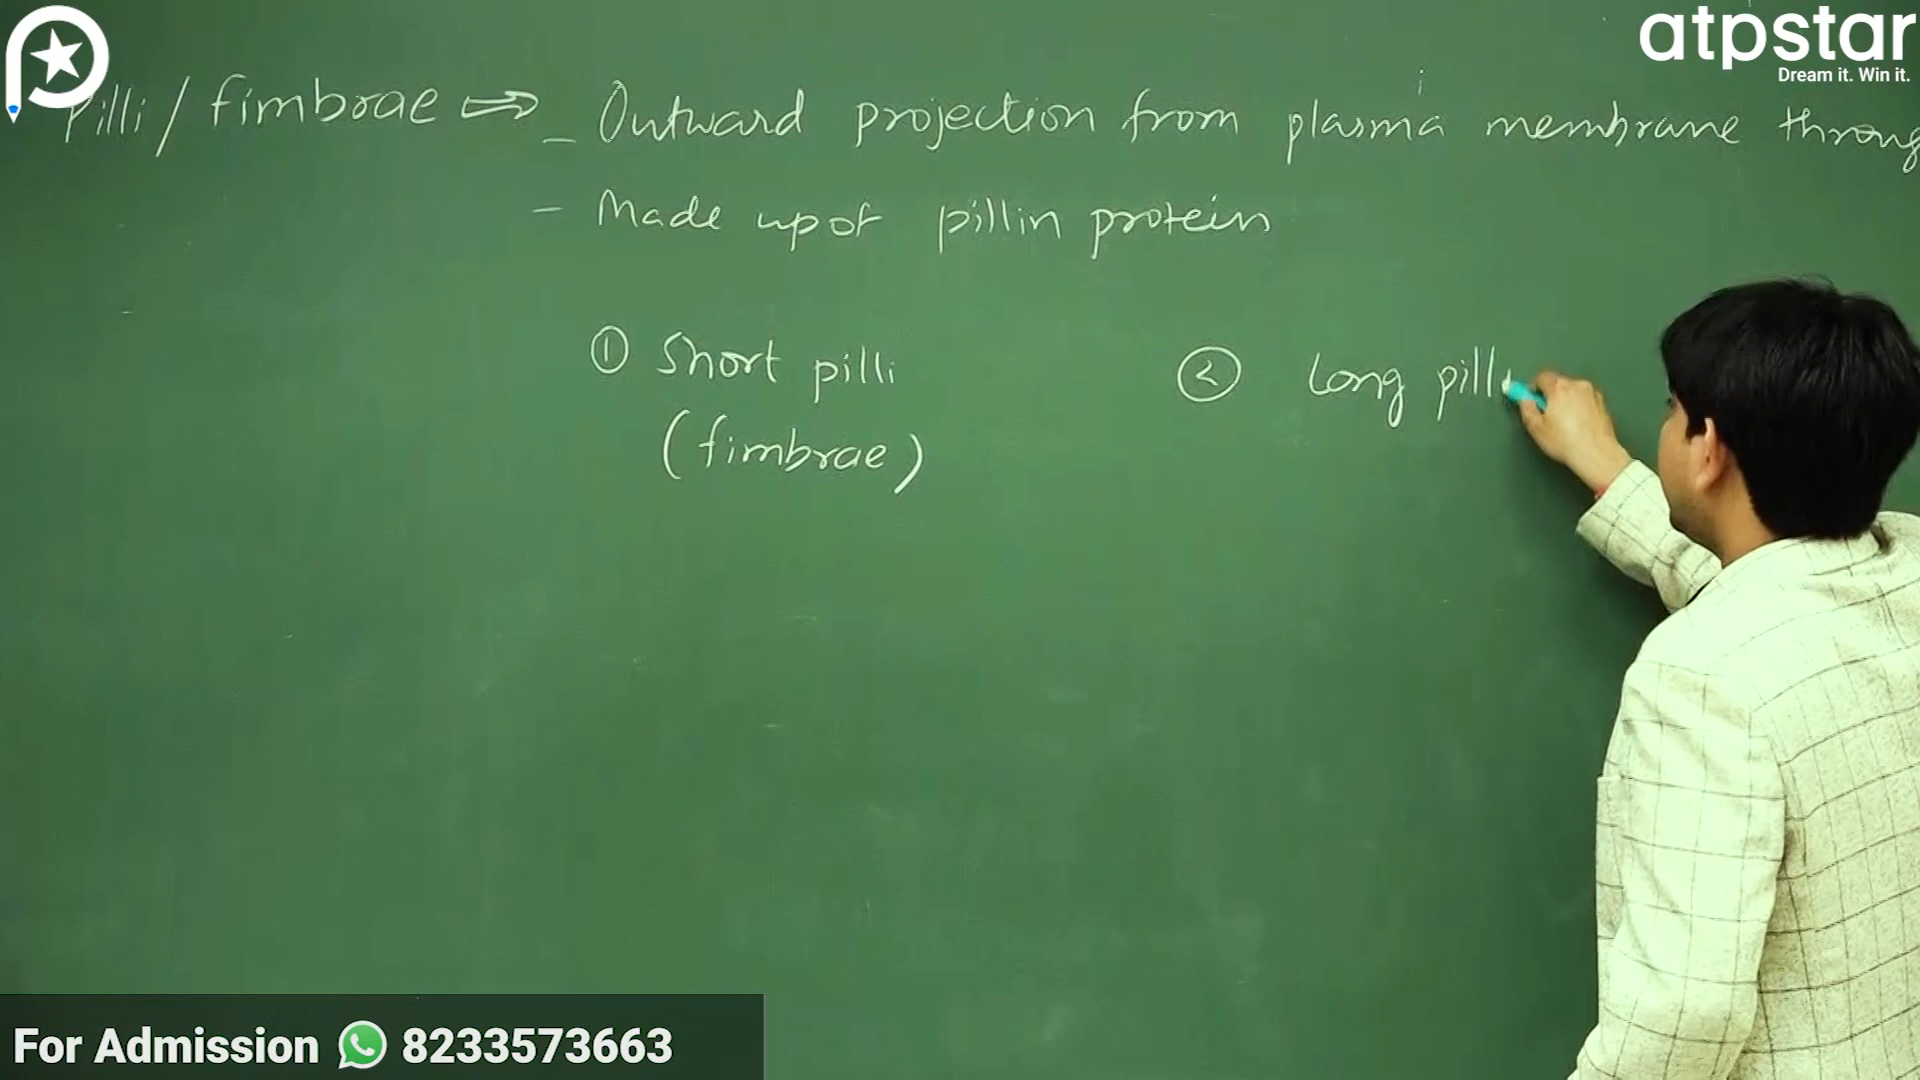 atpstar
Dream it. Win it.
Pilli / fimbrae ⇒ - Outward projection from plasma membrane throug
- Made up of pillin protein
① Short pilli
(fimbrae)
② Long pilli
For Admission 8233573663